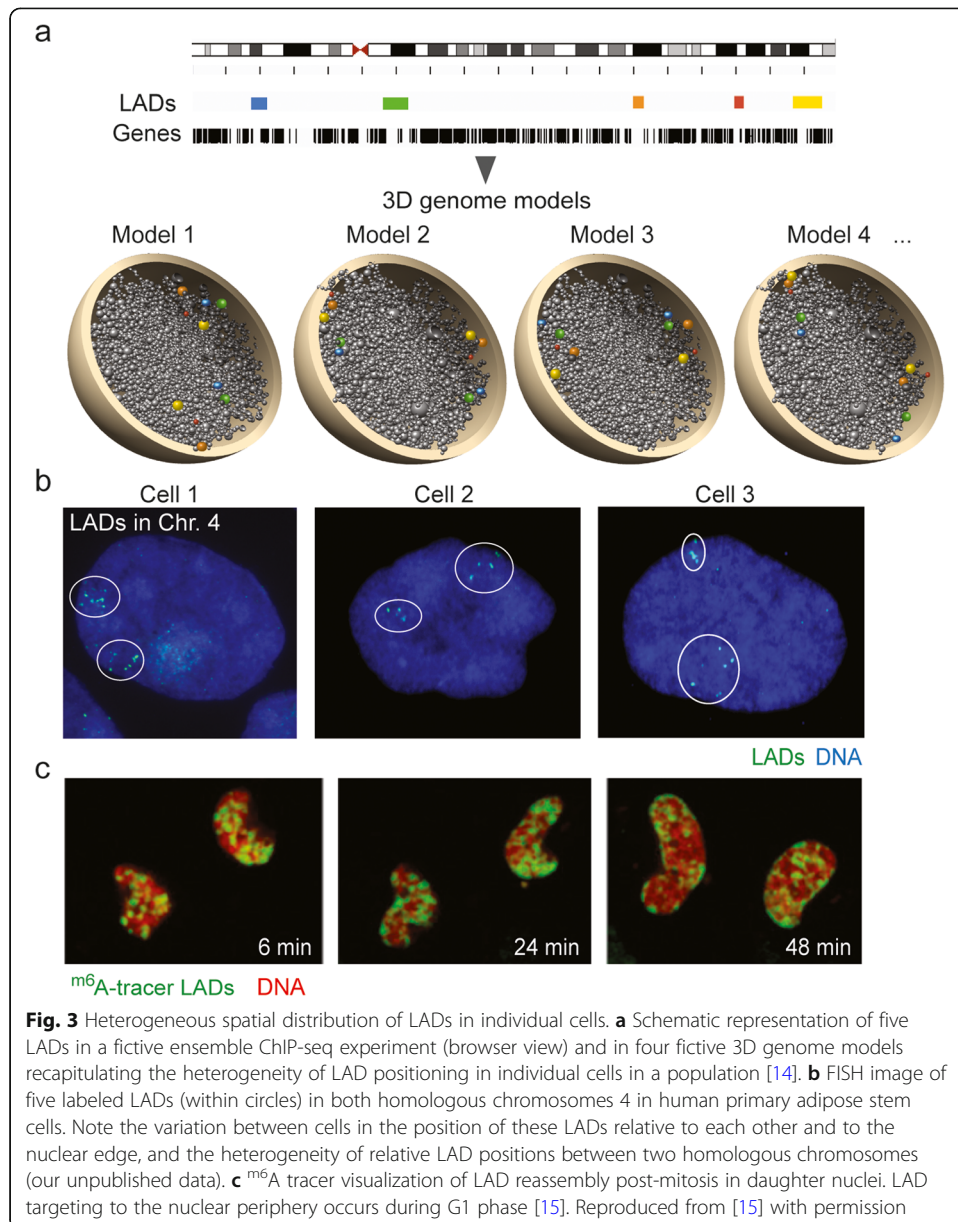 a
LADs
Genes
3D genome models
Model 1 Model 2 Model 3 Model 4 ...
b
Cell 1 Cell 2 Cell 3
LADs in Chr. 4
LADs DNA
c
6 min 24 min 48 min
m6A-tracer LADs DNA
Fig. 3 Heterogeneous spatial distribution of LADs in individual cells. a Schematic representation of five
LADs in a fictive ensemble ChIP-seq experiment (browser view) and in four fictive 3D genome models
recapitulating the heterogeneity of LAD positioning in individual cells in a population [14]. b FISH image of
five labeled LADs (within circles) in both homologous chromosomes 4 in human primary adipose stem
cells. Note the variation between cells in the position of these LADs relative to each other and to the
nuclear edge, and the heterogeneity of relative LAD positions between two homologous chromosomes
(our unpublished data). c m6A tracer visualization of LAD reassembly post-mitosis in daughter nuclei. LAD
targeting to the nuclear periphery occurs during G1 phase [15]. Reproduced from [15] with permission